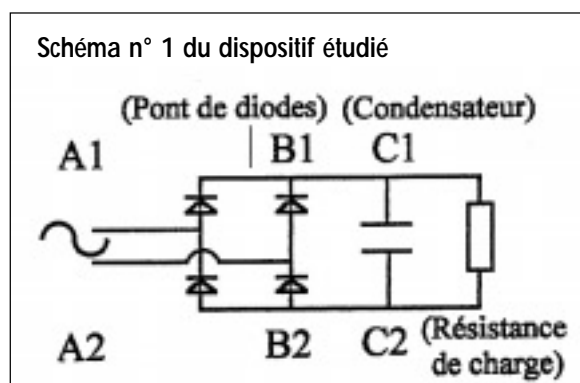 Schéma n° 1 du dispositif étudié
(Pont de diodes) (Condensateur)
A1 B1 C1
A2 B2 C2 (Résistance
de charge)